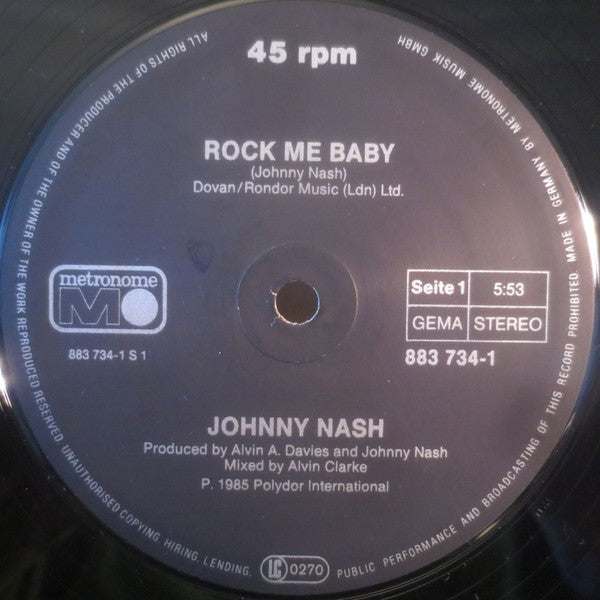 45 rpm
ROCK ME BABY
(Johnny Nash)
Dovan/Rondor Music (Ldn) Ltd.
metronome
M
883 734-1 S 1
Seite 1 5:53
GEMA STEREO
883 734-1
JOHNNY NASH
Produced by Alvin A. Davies and Johnny Nash
Mixed by Alvin Clarke
P. 1985 Polydor International
ALL RIGHTS OF THE PRODUCER AND OF THE OWNER OF THE WORK REPRODUCED RESERVED. UNAUTHORISED COPYING, HIRING, LENDING, PUBLIC PERFORMANCE AND BROADCASTING OF THIS RECORD PROHIBITED. MADE IN GERMANY BY METRONOME MUSIK GMBH
LC 0270